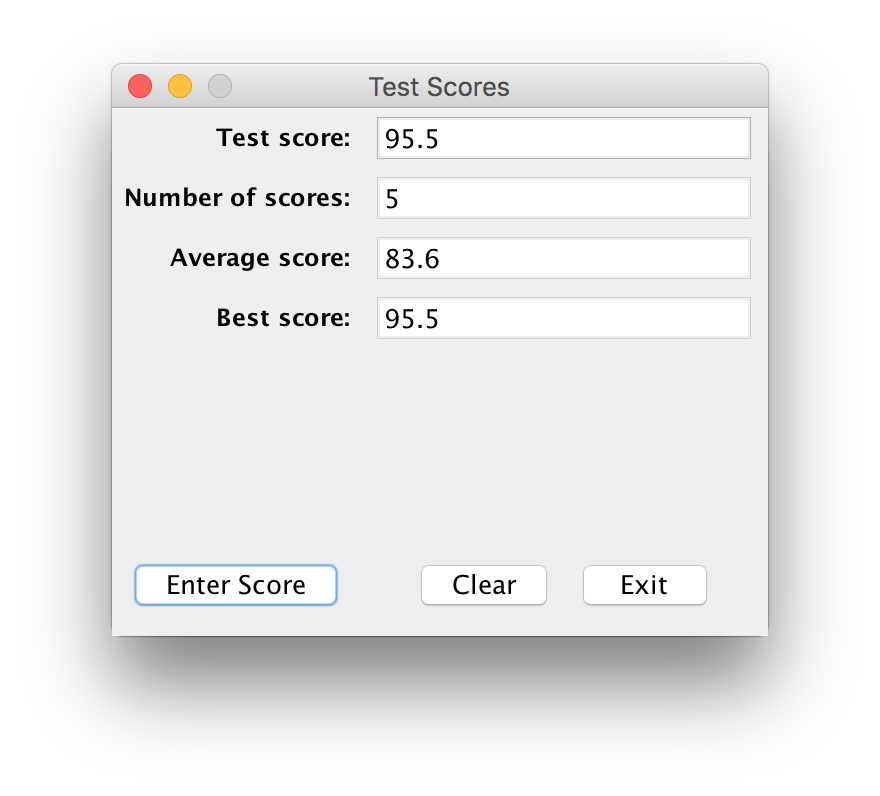 Test Scores
Test score: 95.5
Number of scores: 5
Average score: 83.6
Best score: 95.5
Enter Score Clear Exit